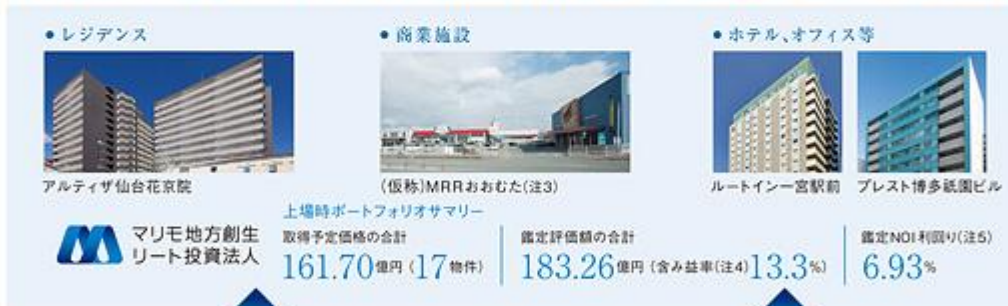 ●レジデンス
●商業施設
●ホテル、オフィス等
アルティザ仙台花京院
(仮称)MRRおおむた(注3)
ルートイン一宮駅前
プレスト博多祇園ビル
上場時ポートフォリオサマリー
マリモ地方創生
リート投資法人
取得予定価格の合計
161.70億円(17物件)
鑑定評価額の合計
183.26億円(含み益率(注4)13.3%)
鑑定NOI利回り(注5)
6.93%